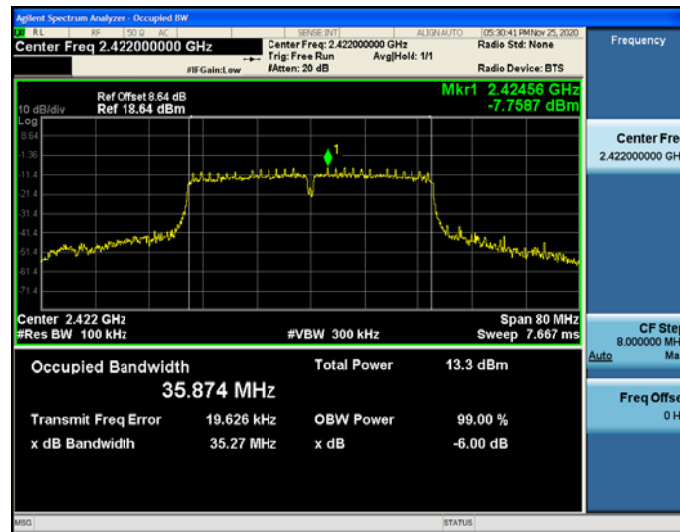 Agilent Spectrum Analyzer - Occupied BW
RL RF 50 Ω AC SENSE:INT ALIGN AUTO 05:30:41 PM Nov 25, 2020
Center Freq 2.422000000 GHz
Center Freq: 2.422000000 GHz
Radio Std: None
Trig: Free Run Avg|Hold: 1/1
#IFGain:Low
#Atten: 20 dB
Radio Device: BTS
Frequency
Mkr1 2.42456 GHz
-7.7587 dBm
Ref Offset 8.64 dB
10 dB/div Ref 18.64 dBm
Log
8.64
-1.36
-11.4
-21.4
-31.4
-41.4
-51.4
-61.4
-71.4
1
Center 2.422 GHz Span 80 MHz
#Res BW 100 kHz #VBW 300 kHz Sweep 7.667 ms
Occupied Bandwidth Total Power 13.3 dBm
35.874 MHz
Transmit Freq Error 19.626 kHz OBW Power 99.00 %
x dB Bandwidth 35.27 MHz x dB -6.00 dB
Center Fre
2.422000000 GH
CF Step
8.000000 MH
Auto Ma
Freq Offse
0 H
MSG STATUS